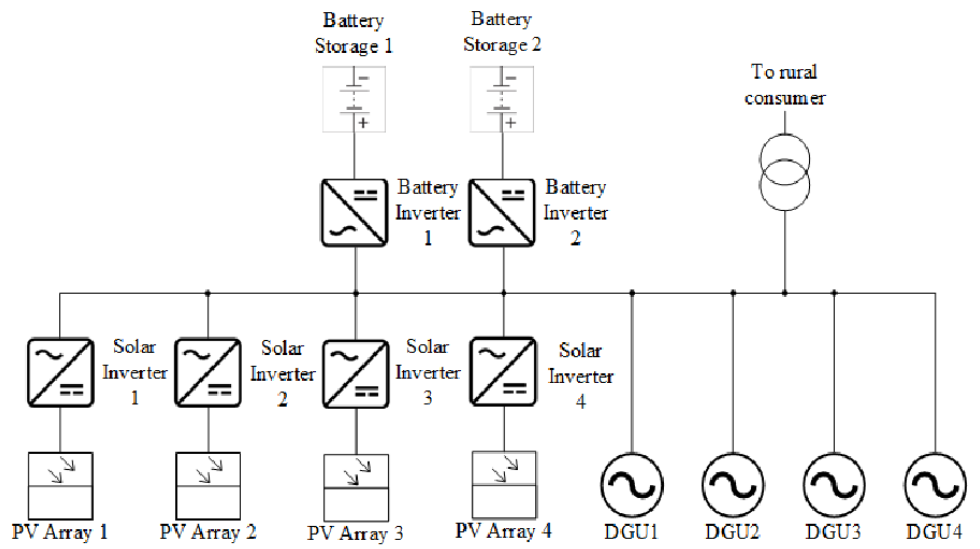 Battery
Storage 1
Battery
Storage 2
To rural
consumer
Battery
Inverter
1
Battery
Inverter
2
Solar
Inverter
1
Solar
Inverter
2
Solar
Inverter
3
Solar
Inverter
4
PV Array 1
PV Array 2
PV Array 3
PV Array 4
DGU1
DGU2
DGU3
DGU4